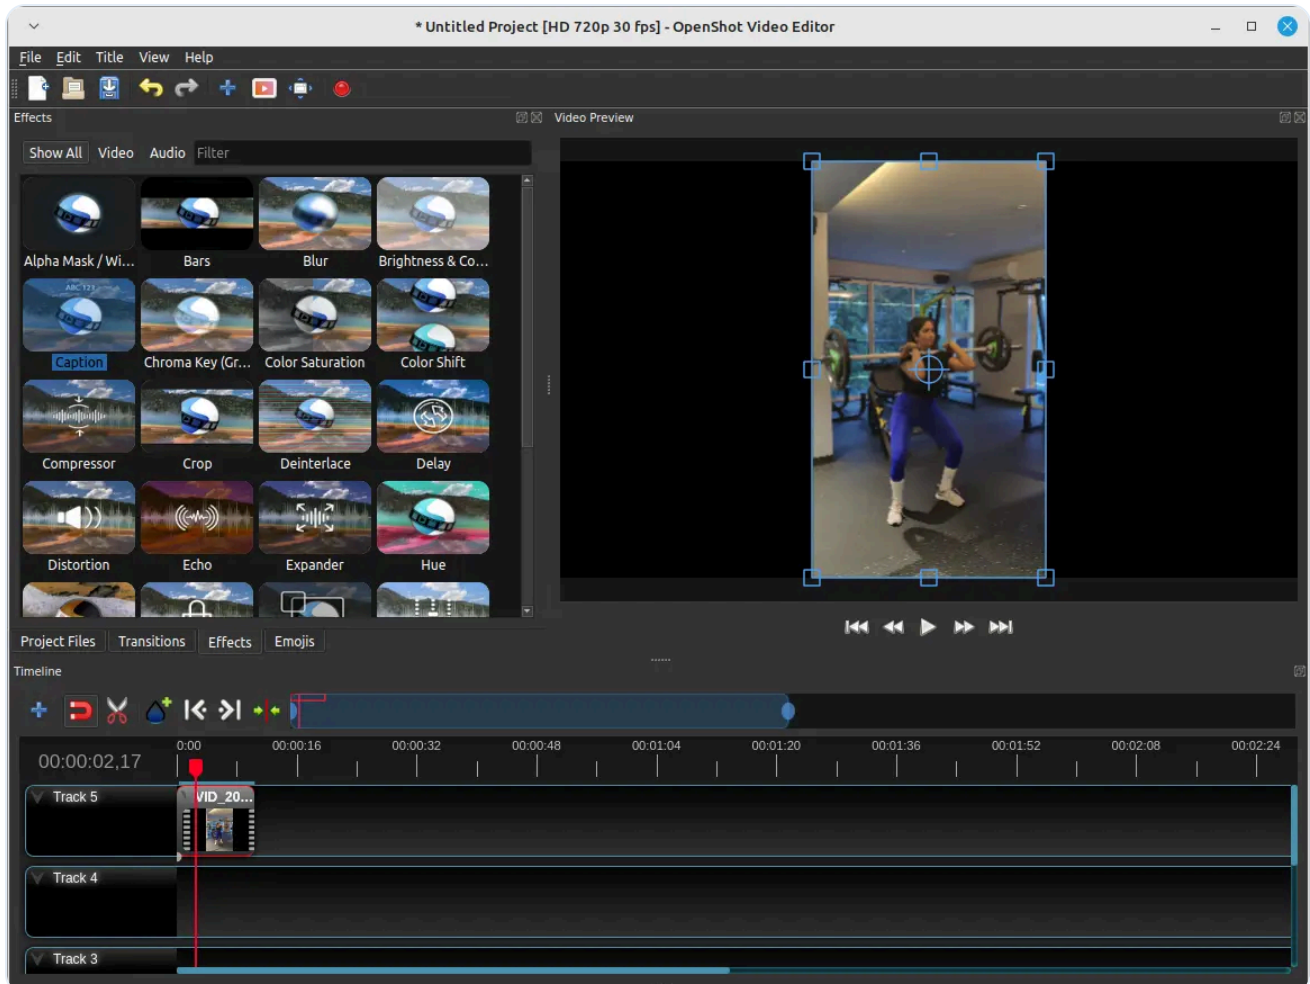 * Untitled Project [HD 720p 30 fps] - OpenShot Video Editor
File Edit Title View Help
Effects
Video Preview
Show All Video Audio Filter
Alpha Mask / Wi... Bars Blur Brightness & Co...
ABC 123
Caption Chroma Key (Gr... Color Saturation Color Shift
Compressor Crop Deinterlace Delay
Distortion Echo Expander Hue
Project Files Transitions Effects Emojis
Timeline
00:00:02,17
0:00 00:00:16 00:00:32 00:00:48 00:01:04 00:01:20 00:01:36 00:01:52 00:02:08 00:02:24
Track 5 VID_20...
Track 4
Track 3